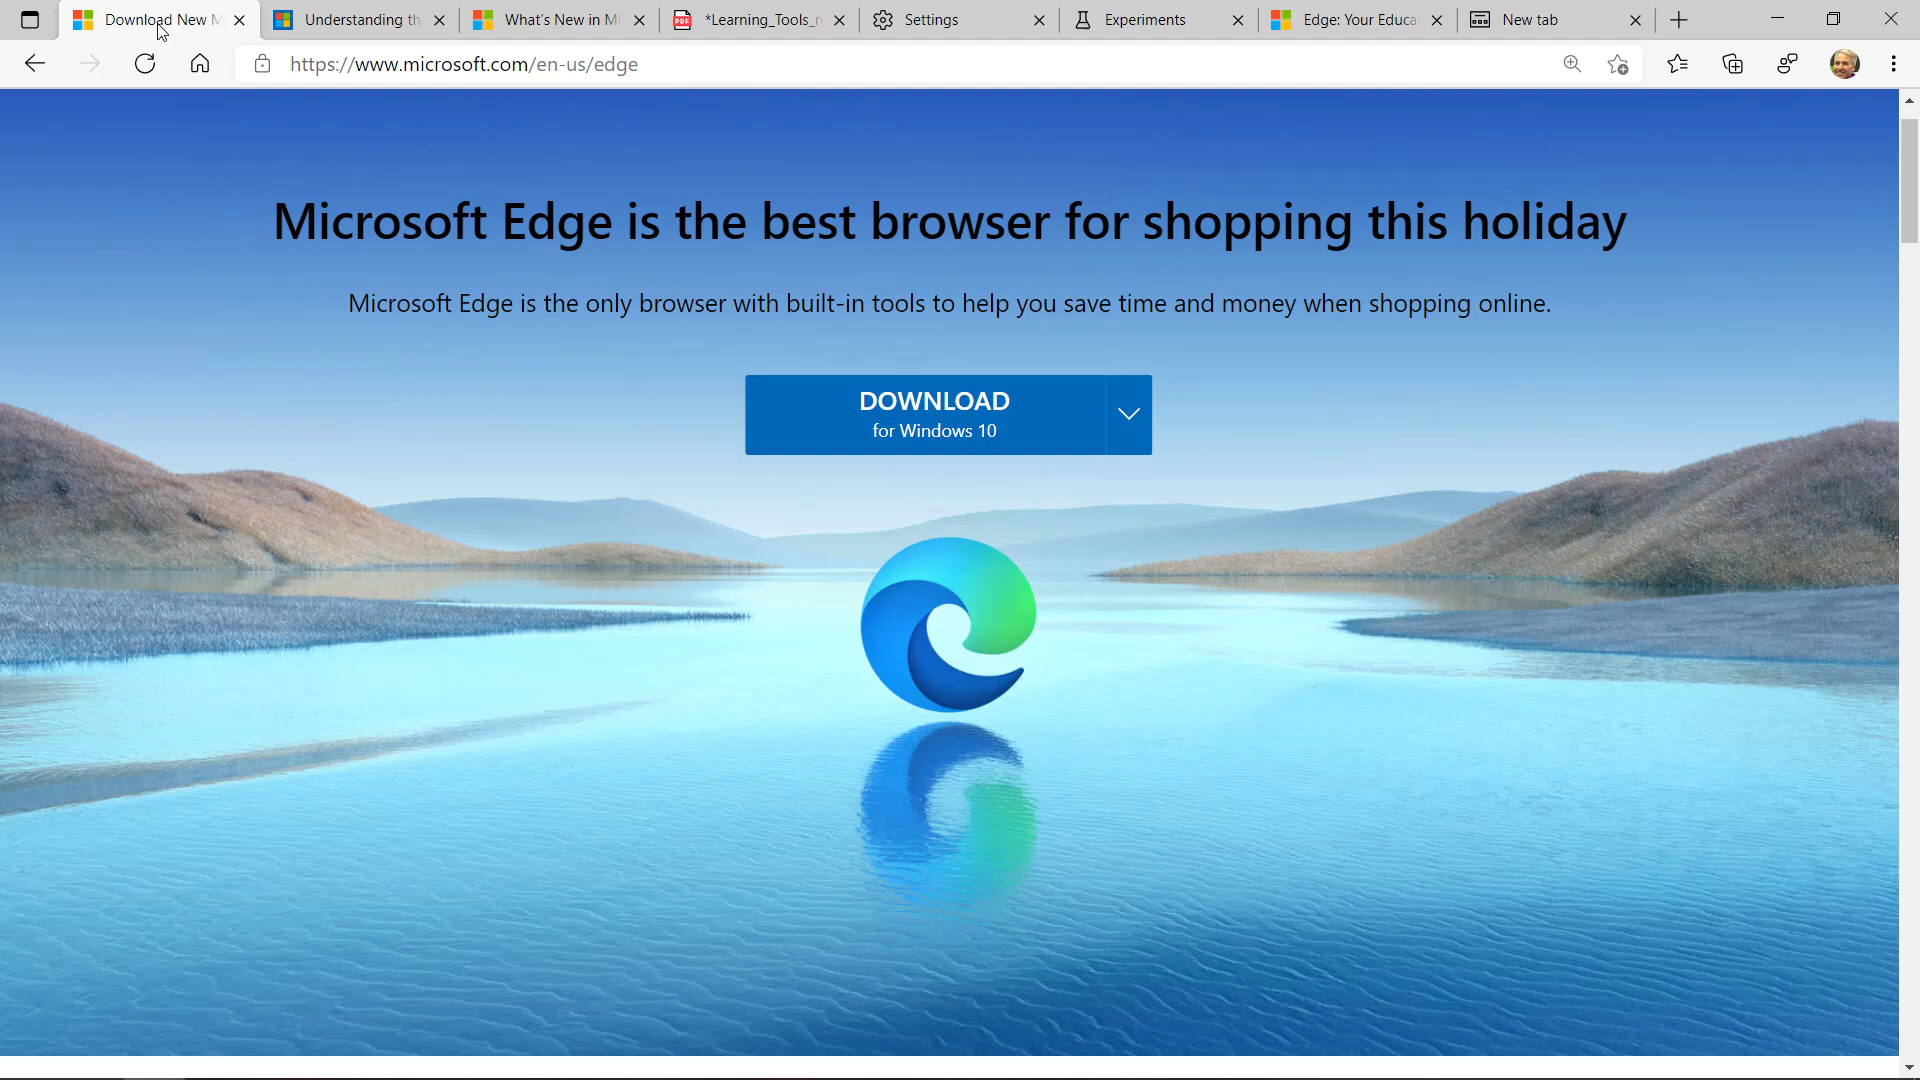 Download New M
Understanding th
What's New in Mi
PDF
*Learning_Tools_r
Settings
Experiments
Edge: Your Educa
New tab
https://www.microsoft.com/en-us/edge
Microsoft Edge is the best browser for shopping this holiday
Microsoft Edge is the only browser with built-in tools to help you save time and money when shopping online.
DOWNLOAD
for Windows 10